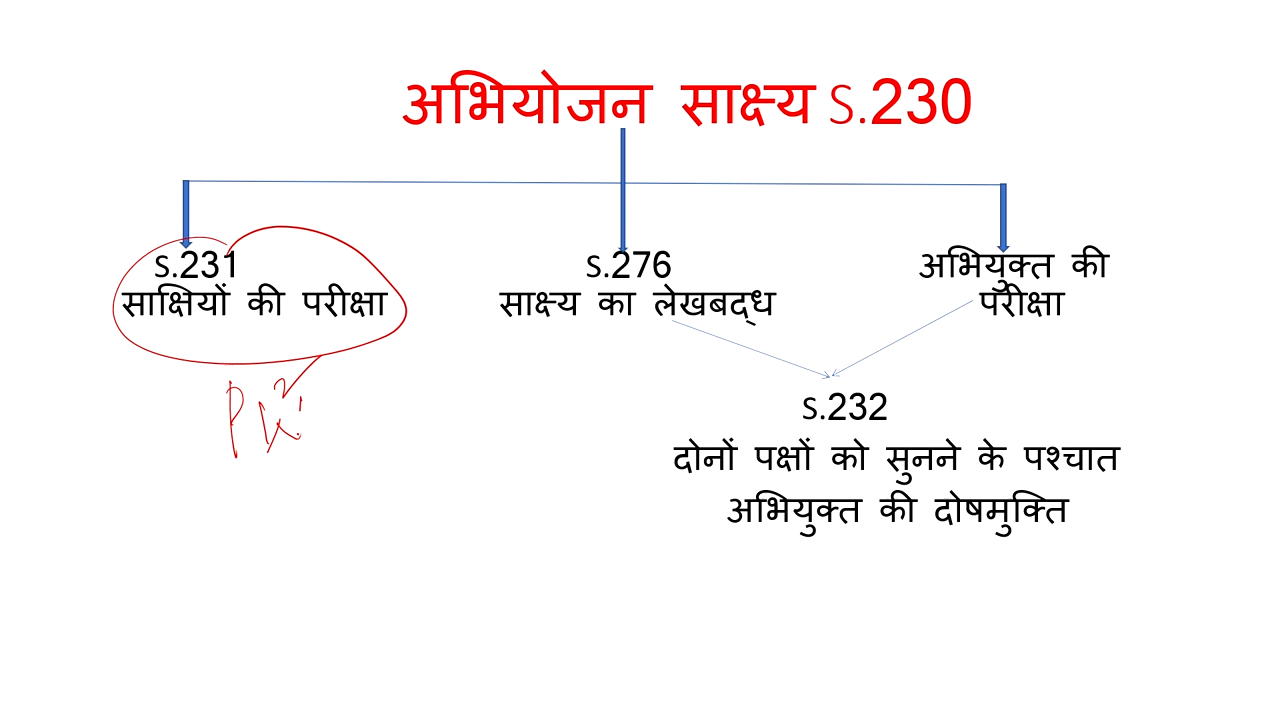 अभियोजन साक्ष्य S.230
S.231
साक्षियों की परीक्षा
S.276
साक्ष्य का लेखबद्ध
अभियुक्त की
परीक्षा
S.232
दोनों पक्षों को सुनने के पश्चात
अभियुक्त की दोषमुक्ति